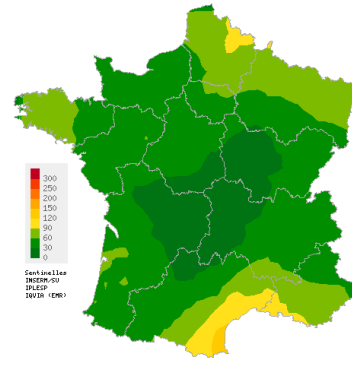 300
250
200
150
120
90
60
30
0
Sentinelles
INSERM/SU
IPLESP
IQVIA (EMR)